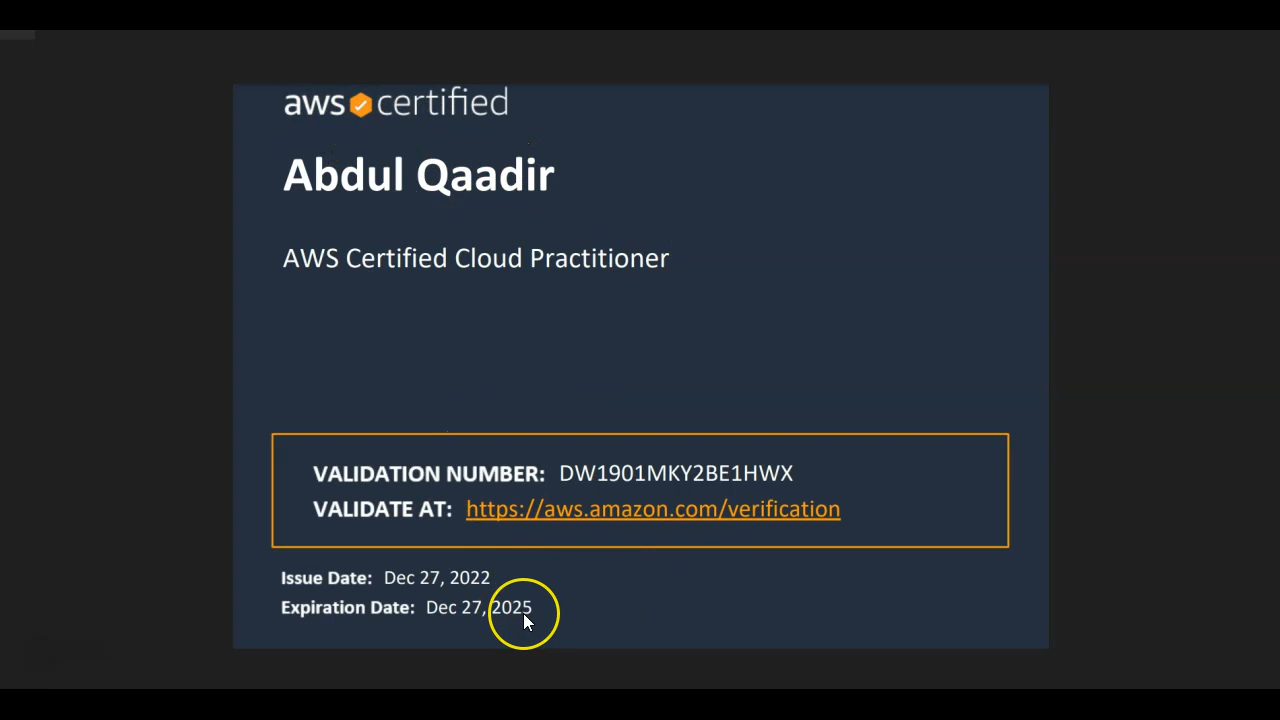 aws certified
Abdul Qaadir
AWS Certified Cloud Practitioner
VALIDATION NUMBER: DW1901MKY2BE1HWX
VALIDATE AT: https://aws.amazon.com/verification
Issue Date: Dec 27, 2022
Expiration Date: Dec 27, 2025